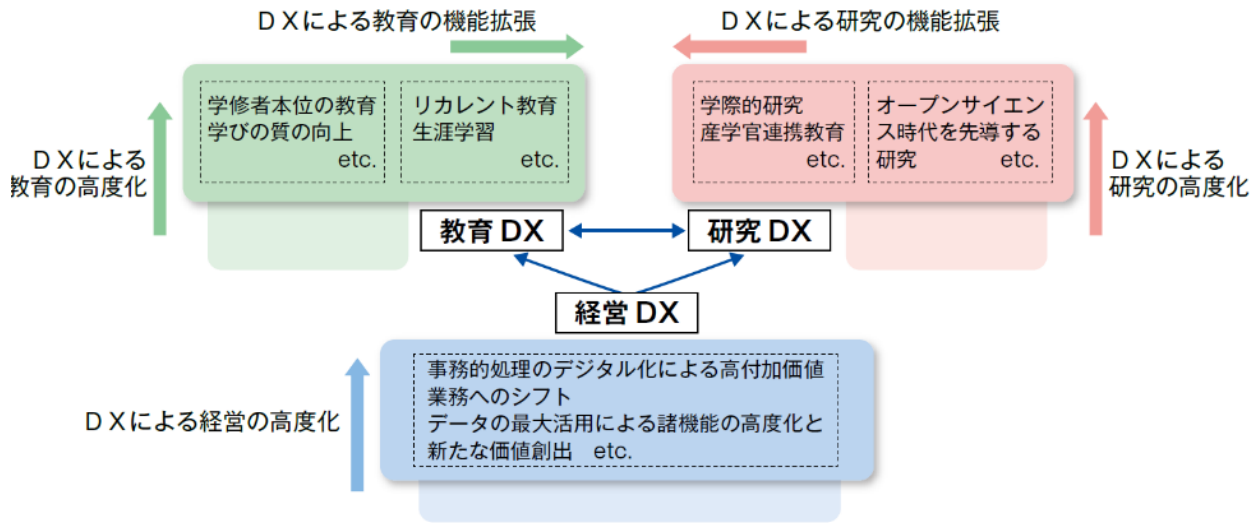 ＤＸによる教育の機能拡張
ＤＸによる研究の機能拡張
学修者本位の教育
学びの質の向上
etc.
リカレント教育
生涯学習
etc.
学際的研究
産学官連携教育
etc.
オープンサイエン
ス時代を先導する
研究 etc.
ＤＸによる
教育の高度化
ＤＸによる
研究の高度化
教育 DX
研究 DX
経営 DX
事務的処理のデジタル化による高付加価値
業務へのシフト
データの最大活用による諸機能の高度化と
新たな価値創出 etc.
ＤＸによる経営の高度化